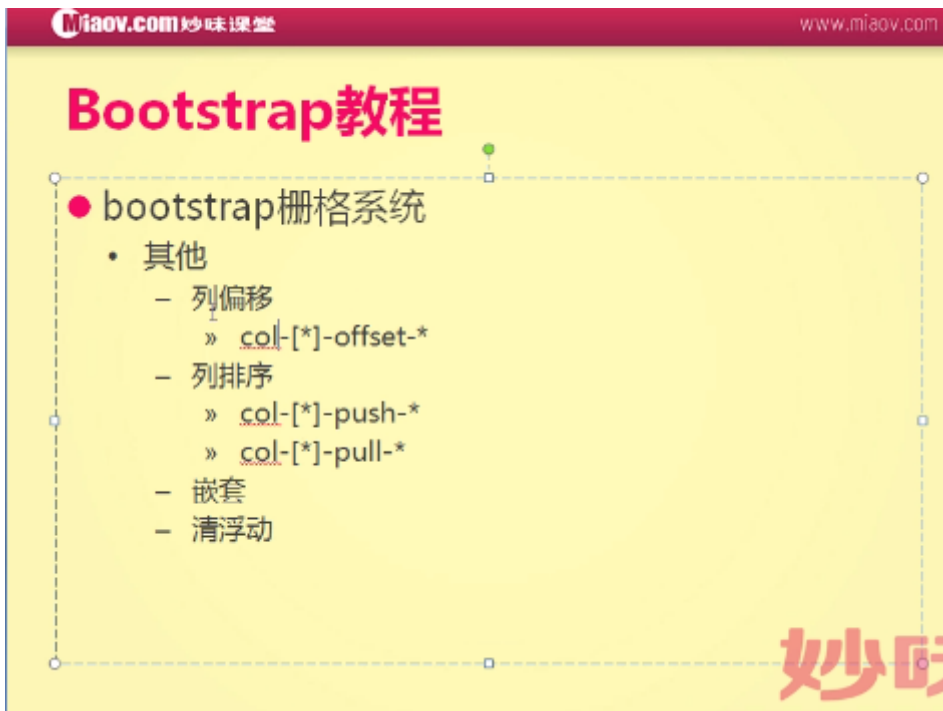 Miaov.com妙味课堂
www.miaov.com
Bootstrap教程
bootstrap栅格系统
• 其他
– 列偏移
» col-[*]-offset-*
– 列排序
» col-[*]-push-*
» col-[*]-pull-*
– 嵌套
– 清浮动
妙味